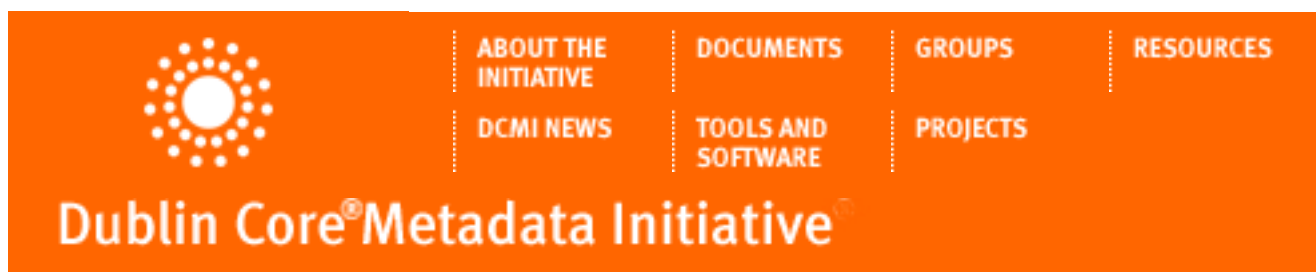 ABOUT THE
INITIATIVE
DOCUMENTS
GROUPS
RESOURCES
DCMI NEWS
TOOLS AND
SOFTWARE
PROJECTS
Dublin Core®Metadata Initiative®